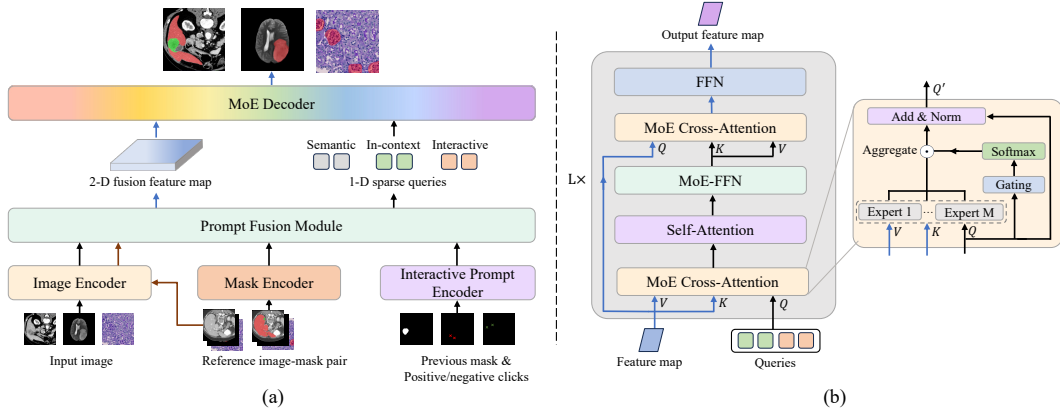 MoE Decoder
Semantic
In-context
Interactive
2-D fusion feature map
1-D sparse queries
Prompt Fusion Module
Image Encoder
Mask Encoder
Interactive Prompt
Encoder
Input image
Reference image-mask pair
Previous mask &
Positive/negative clicks
(a)
Output feature map
FFN
MoE Cross-Attention
Q
K
V
MoE-FFN
L×
Self-Attention
MoE Cross-Attention
V
K
Q
Feature map
Queries
Q'
Add & Norm
Aggregate
Softmax
Gating
Expert 1 ... Expert M
V
K
Q
(b)